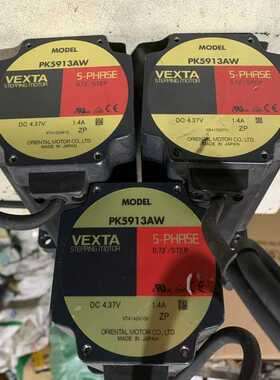 MODEL
PK5913AW
VEXTA
STEPPING MOTOR
5-PHASE
0.72°/STEP
DC 4.37V
1.4A
ZP
ORIENTAL MOTOR CO.,LTD.
MADE IN JAPAN
MODEL
PK5913AW
VEXTA
STEPPING MOTOR
5-PHASE
0.72°/STEP
DC 4.37V
1.4A
ZP
ORIENTAL MOTOR CO.,LTD.
MADE IN JAPAN
MODEL
PK5913AW
VEXTA
STEPPING MOTOR
5-PHASE
0.72°/STEP
DC 4.37V
1.4A
ZP
ORIENTAL MOTOR CO.,LTD.
MADE IN JAPAN